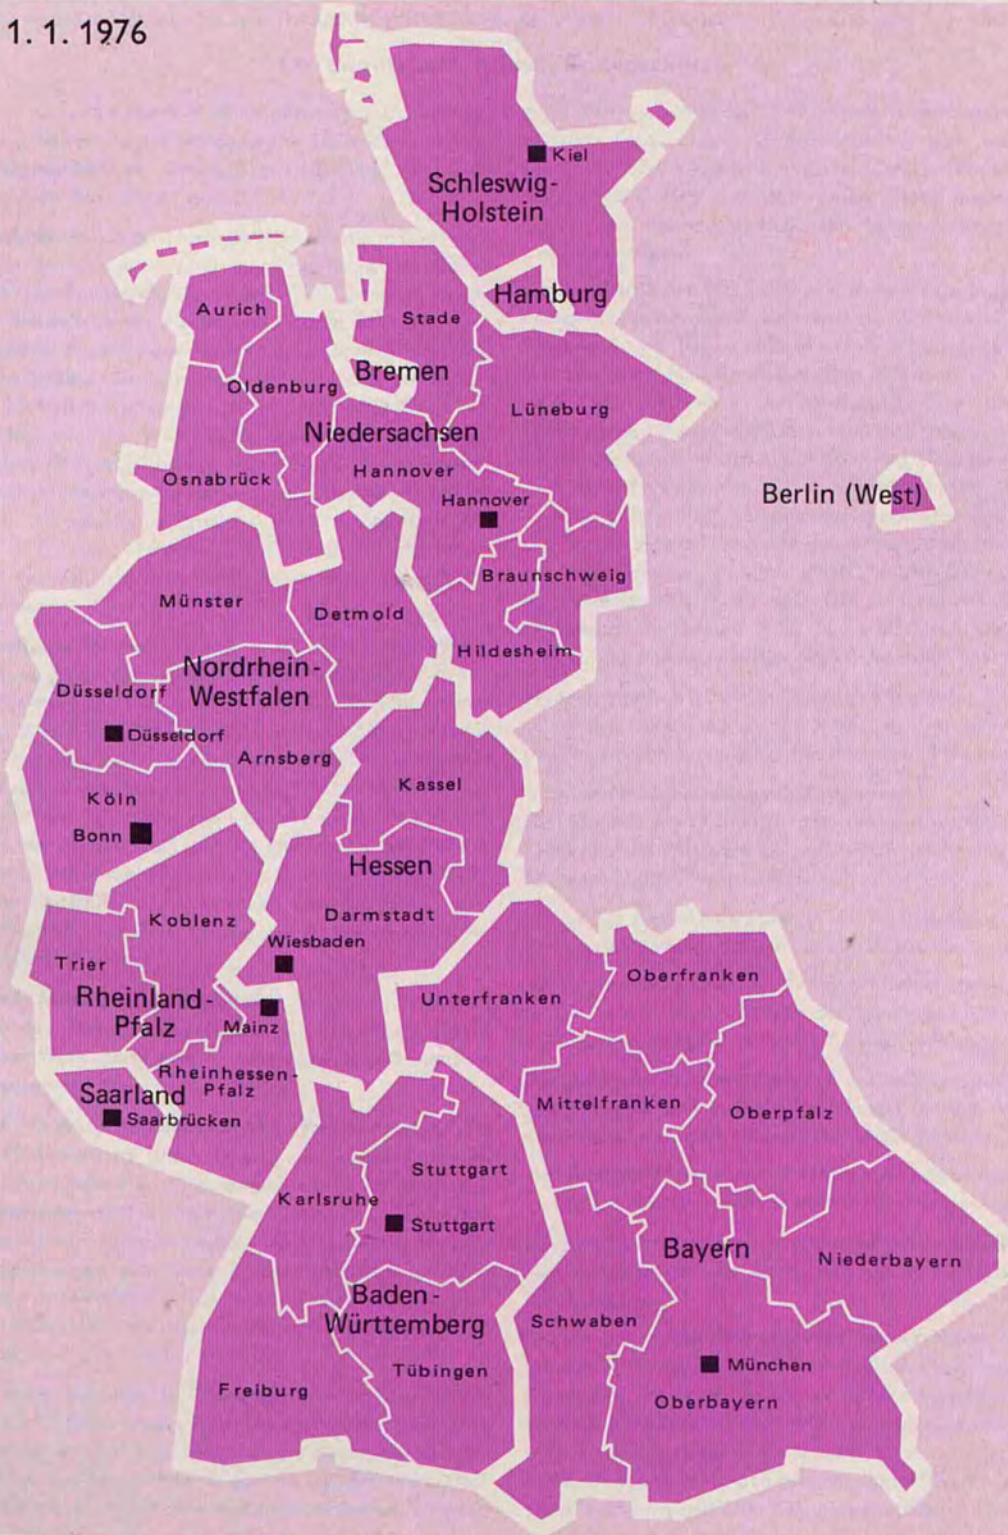 1. 1. 1976
Kiel
Schleswig-
Holstein
Hamburg
Aurich
Stade
Bremen
Oldenburg
Lüneburg
Niedersachsen
Hannover
Osnabrück
Hannover
Berlin (West)
Braunschweig
Münster
Detmold
Hildesheim
Nordrhein-
Westfalen
Düsseldorf
Düsseldorf
Arnsberg
Kassel
Köln
Bonn
Hessen
Darmstadt
Koblenz
Wiesbaden
Trier
Rheinland-
Pfalz
Mainz
Unterfranken
Oberfranken
Rheinhessen-
Pfalz
Saarland
Saarbrücken
Mittelfranken
Oberpfalz
Stuttgart
Karlsruhe
Stuttgart
Bayern
Niederbayern
Baden-
Württemberg
Schwaben
Tübingen
München
Freiburg
Oberbayern